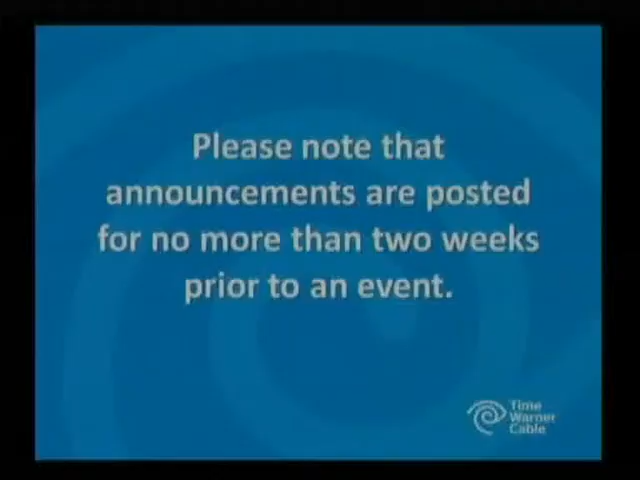 Please note that
announcements are posted
for no more than two weeks
prior to an event.
Time
Warner
Cable